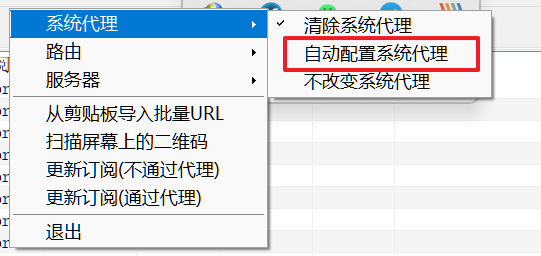 系统代理
路由
服务器
从剪贴板导入批量URL
扫描屏幕上的二维码
更新订阅(不通过代理)
更新订阅(通过代理)
退出
清除系统代理
自动配置系统代理
不改变系统代理